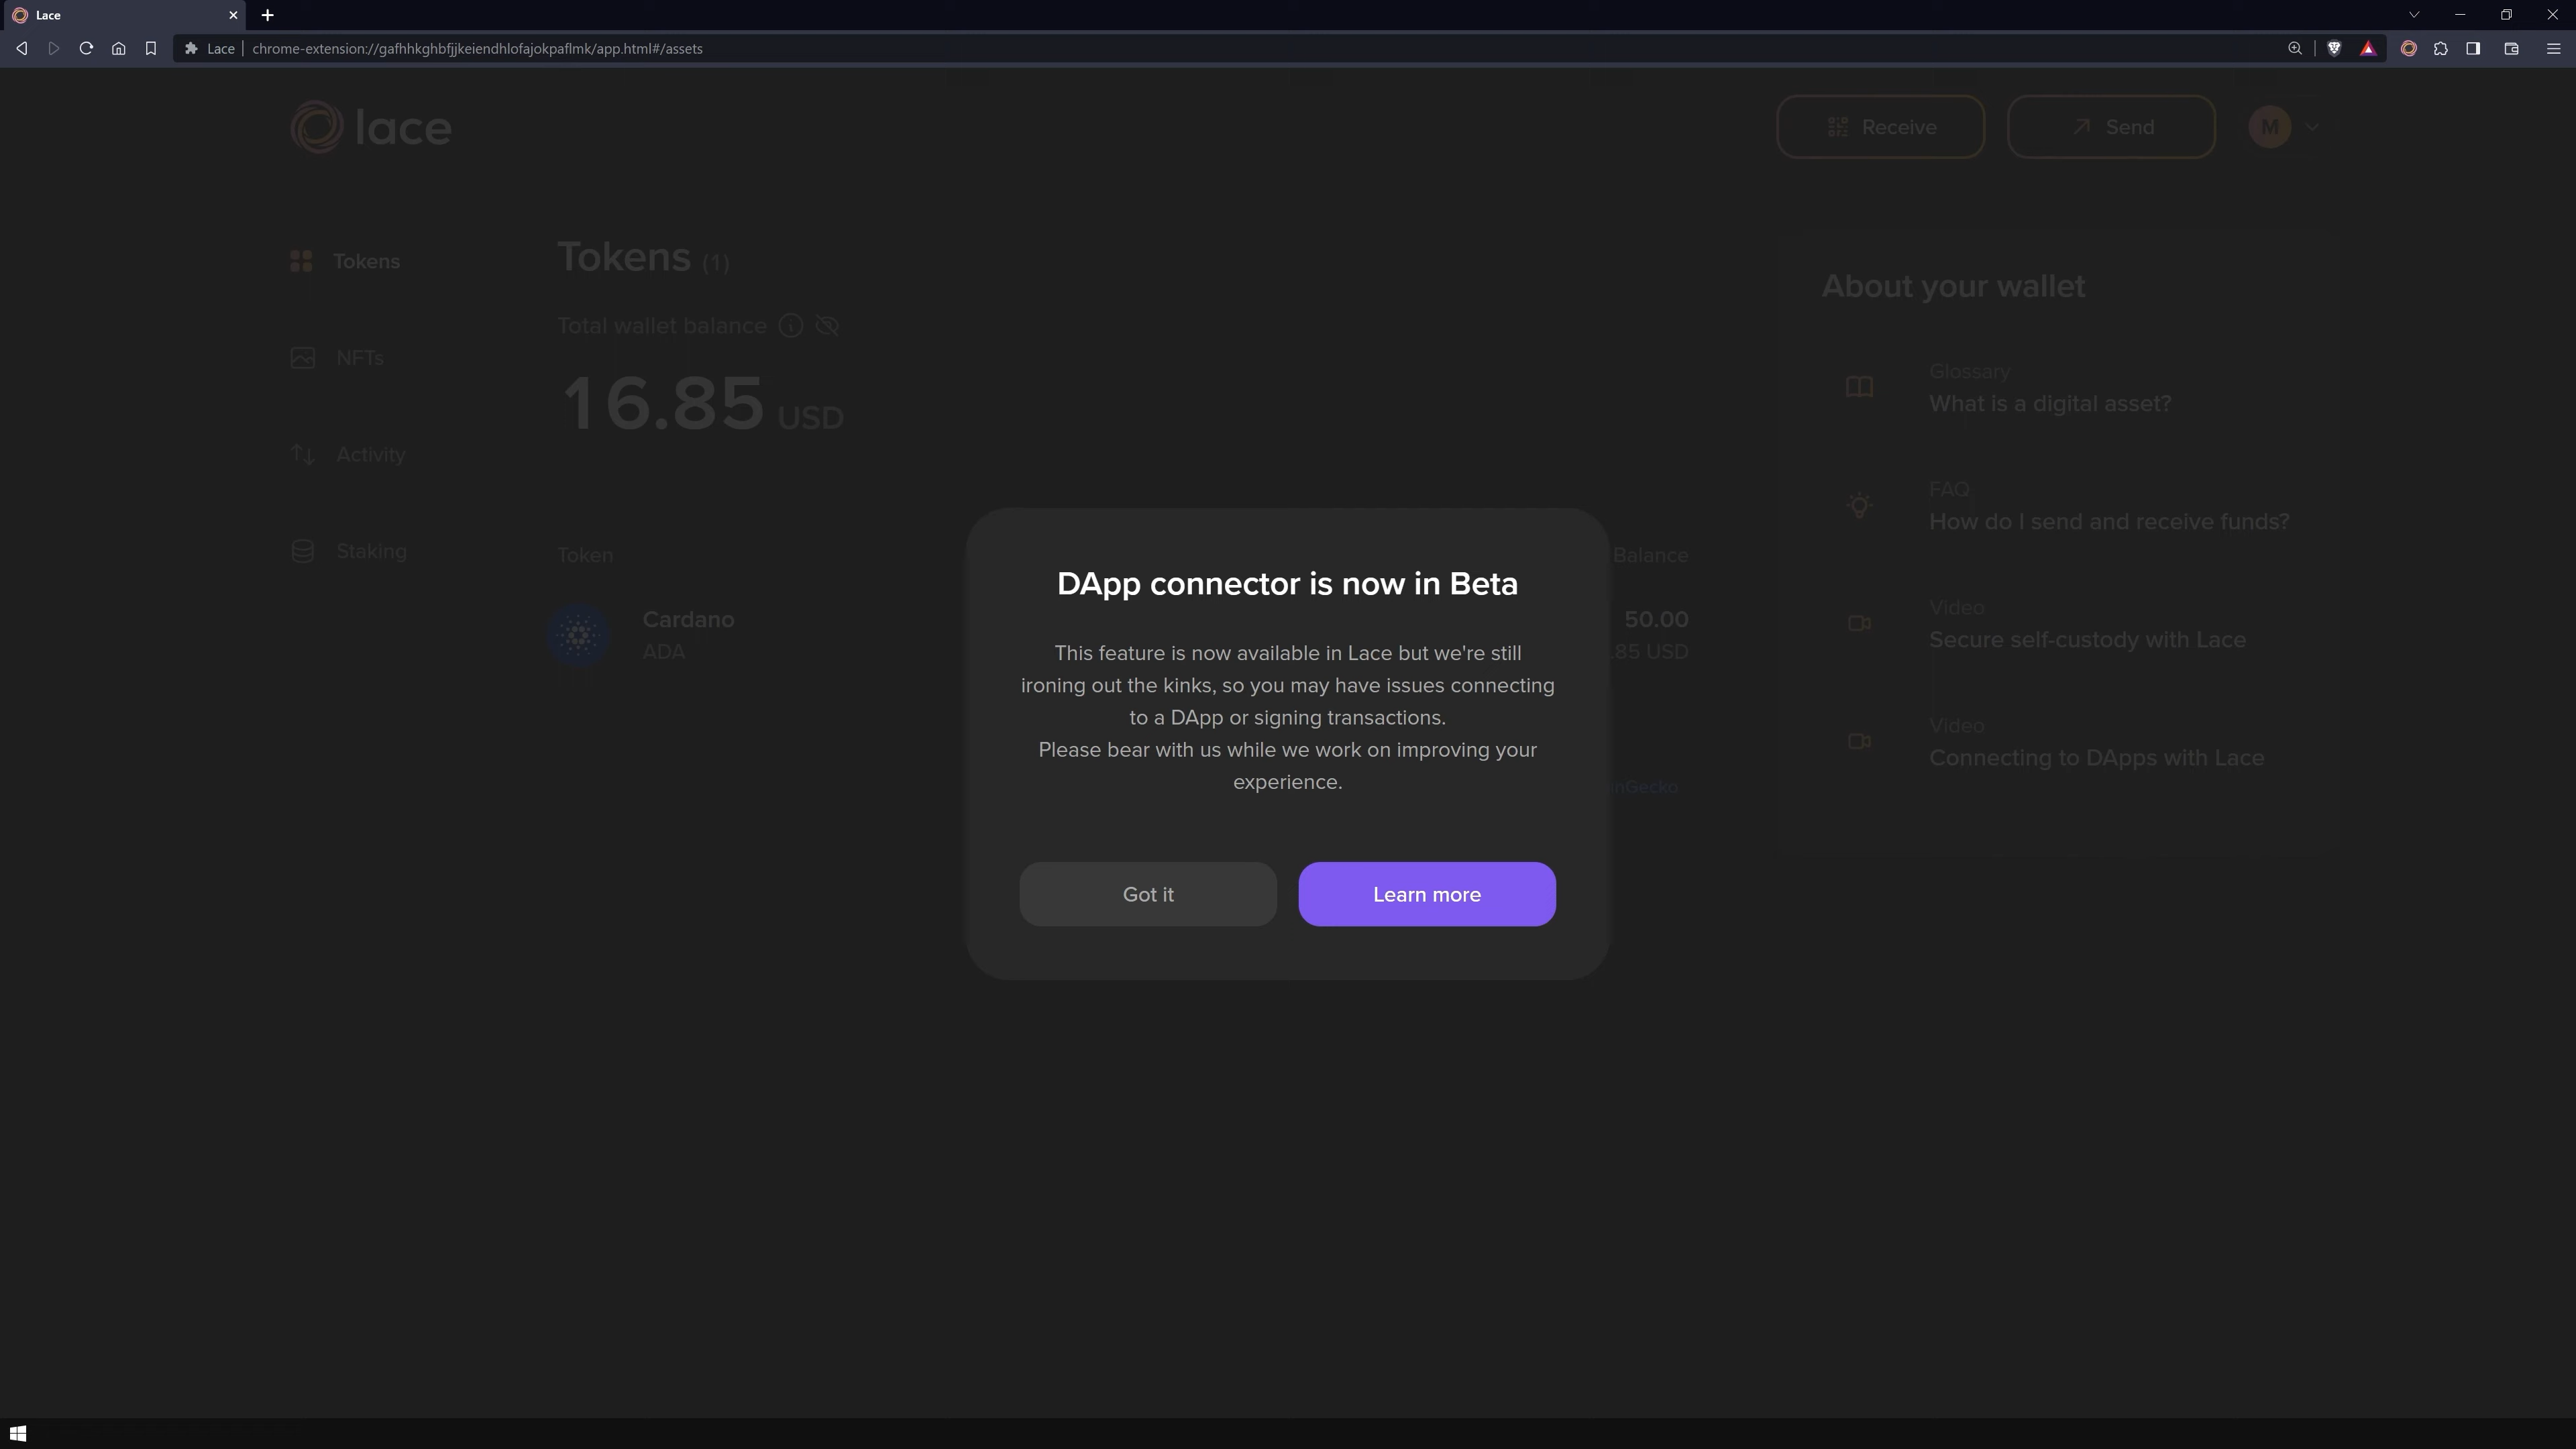 Lace
Lace
chrome-extension://gafhhkghbfjjkeiendhlofajokpaflmk/app.html#/assets
lace
Receive
Send
M
Tokens
NFTs
Activity
Staking
Tokens (1)
Total wallet balance
16.85 USD
Token
Balance
Cardano
ADA
50.00
.85 USD
nGecko
DApp connector is now in Beta
This feature is now available in Lace but we're still
ironing out the kinks, so you may have issues connecting
to a DApp or signing transactions.
Please bear with us while we work on improving your
experience.
Got it
Learn more
About your wallet
Glossary
What is a digital asset?
FAQ
How do I send and receive funds?
Video
Secure self-custody with Lace
Video
Connecting to DApps with Lace